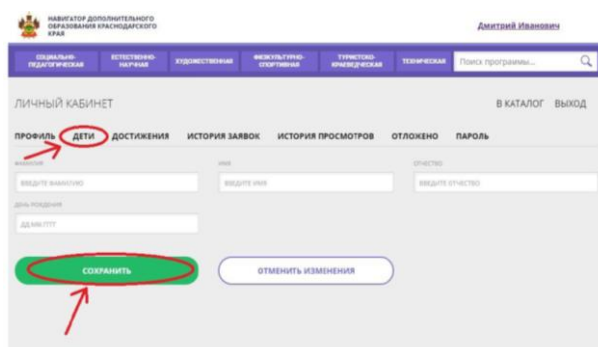 НАВИГАТОР ДОПОЛНИТЕЛЬНОГО
ОБРАЗОВАНИЯ КРАСНОДАРСКОГО
КРАЯ
Дмитрий Иванович
СОЦИАЛЬНО-
ПЕДАГОГИЧЕСКАЯ
ЕСТЕСТВЕННО-
НАУЧНАЯ
ХУДОЖЕСТВЕННАЯ
ФИЗКУЛЬТУРНО-
СПОРТИВНАЯ
ТУРИСТСКО-
КРАЕВЕДЧЕСКАЯ
ТЕХНИЧЕСКАЯ
Поиск программы...
ЛИЧНЫЙ КАБИНЕТ
В КАТАЛОГ ВЫХОД
ПРОФИЛЬ ДЕТИ ДОСТИЖЕНИЯ ИСТОРИЯ ЗАЯВОК ИСТОРИЯ ПРОСМОТРОВ ОТЛОЖЕНО ПАРОЛЬ
ФАМИЛИЯ ИМЯ ОТЧЕСТВО
ВВЕДИТЕ ФАМИЛИЮ ВВЕДИТЕ ИМЯ ВВЕДИТЕ ОТЧЕСТВО
ДЕНЬ РОЖДЕНИЯ
ДД.ММ.ГГГГ
СОХРАНИТЬ ОТМЕНИТЬ ИЗМЕНЕНИЯ